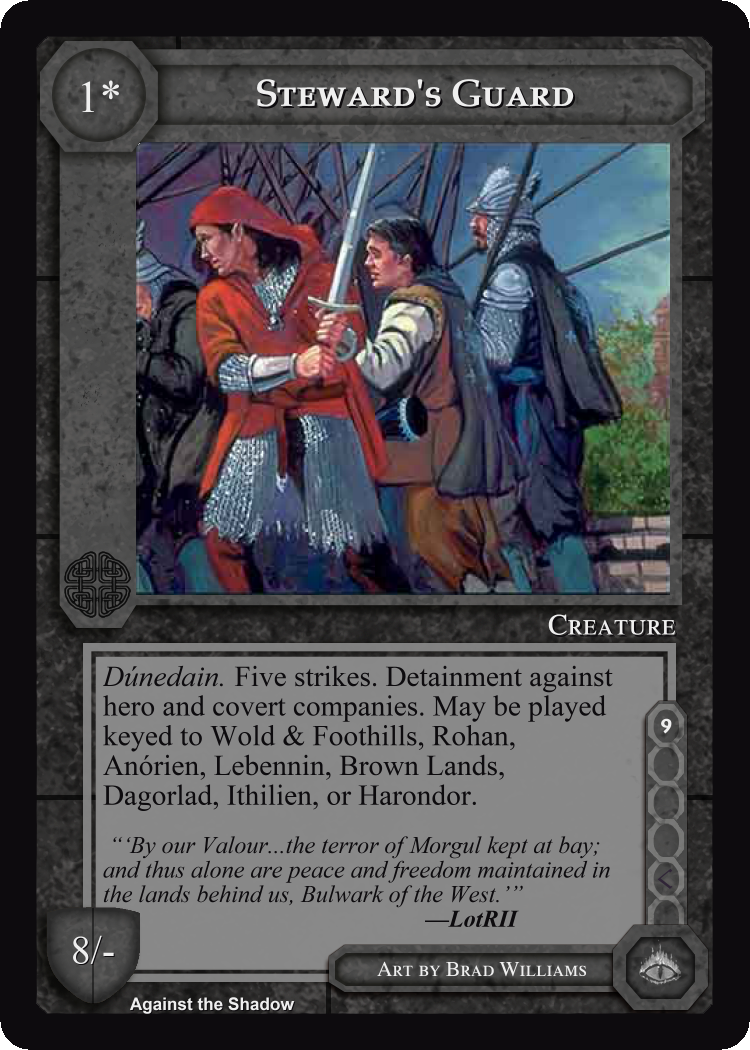 1*
STEWARD'S GUARD
CREATURE
Dúnedain. Five strikes. Detainment against
hero and covert companies. May be played
keyed to Wold & Foothills, Rohan,
Anórien, Lebennin, Brown Lands,
Dagorlad, Ithilien, or Harondor.
9
“‘By our Valour...the terror of Morgul kept at bay;
and thus alone are peace and freedom maintained in
the lands behind us, Bulwark of the West.’”
—LotRII
8/-
ART BY BRAD WILLIAMS
Against the Shadow